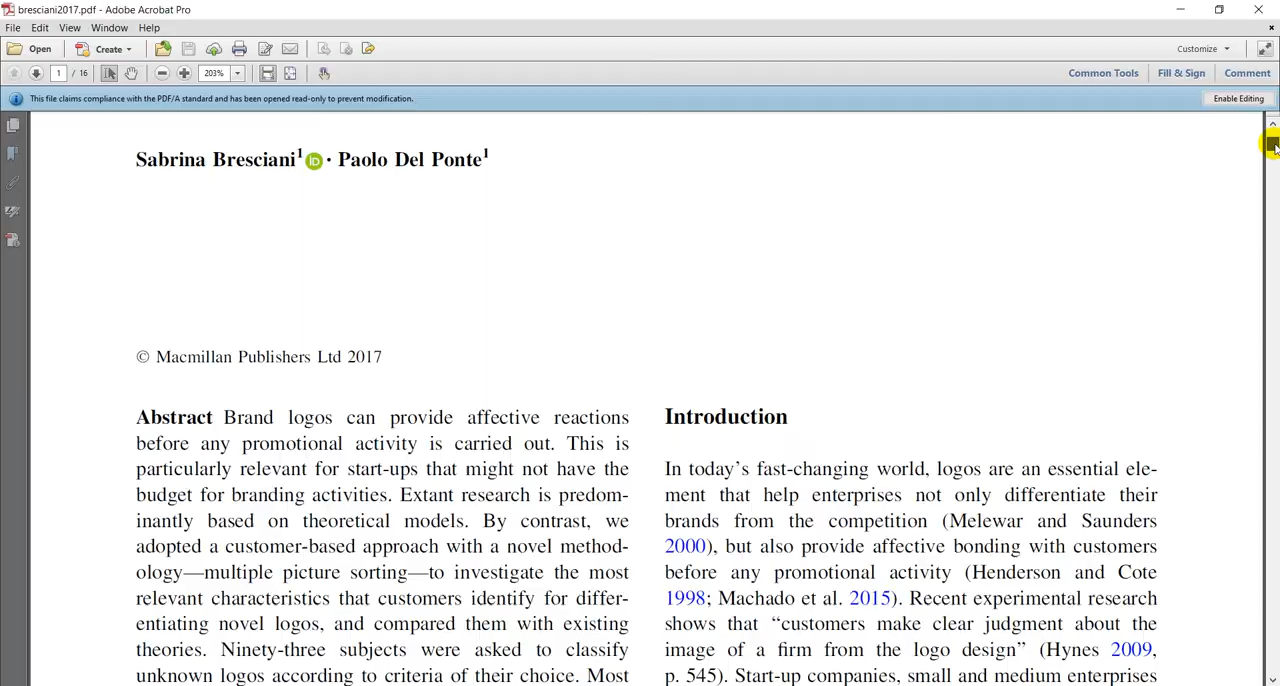 bresciani2017.pdf - Adobe Acrobat Pro
File Edit View Window Help
Open Create Customize
1 / 16 203% Common Tools Fill & Sign Comment
This file claims compliance with the PDF/A standard and has been opened read-only to prevent modification. Enable Editing
Sabrina Bresciani1 iD · Paolo Del Ponte1
© Macmillan Publishers Ltd 2017
Abstract Brand logos can provide affective reactions
before any promotional activity is carried out. This is
particularly relevant for start-ups that might not have the
budget for branding activities. Extant research is predom-
inantly based on theoretical models. By contrast, we
adopted a customer-based approach with a novel method-
ology—multiple picture sorting—to investigate the most
relevant characteristics that customers identify for differ-
entiating novel logos, and compared them with existing
theories. Ninety-three subjects were asked to classify
unknown logos according to criteria of their choice. Most
Introduction
In today's fast-changing world, logos are an essential ele-
ment that help enterprises not only differentiate their
brands from the competition (Melewar and Saunders
2000), but also provide affective bonding with customers
before any promotional activity (Henderson and Cote
1998; Machado et al. 2015). Recent experimental research
shows that "customers make clear judgment about the
image of a firm from the logo design" (Hynes 2009,
p. 545). Start-up companies, small and medium enterprises